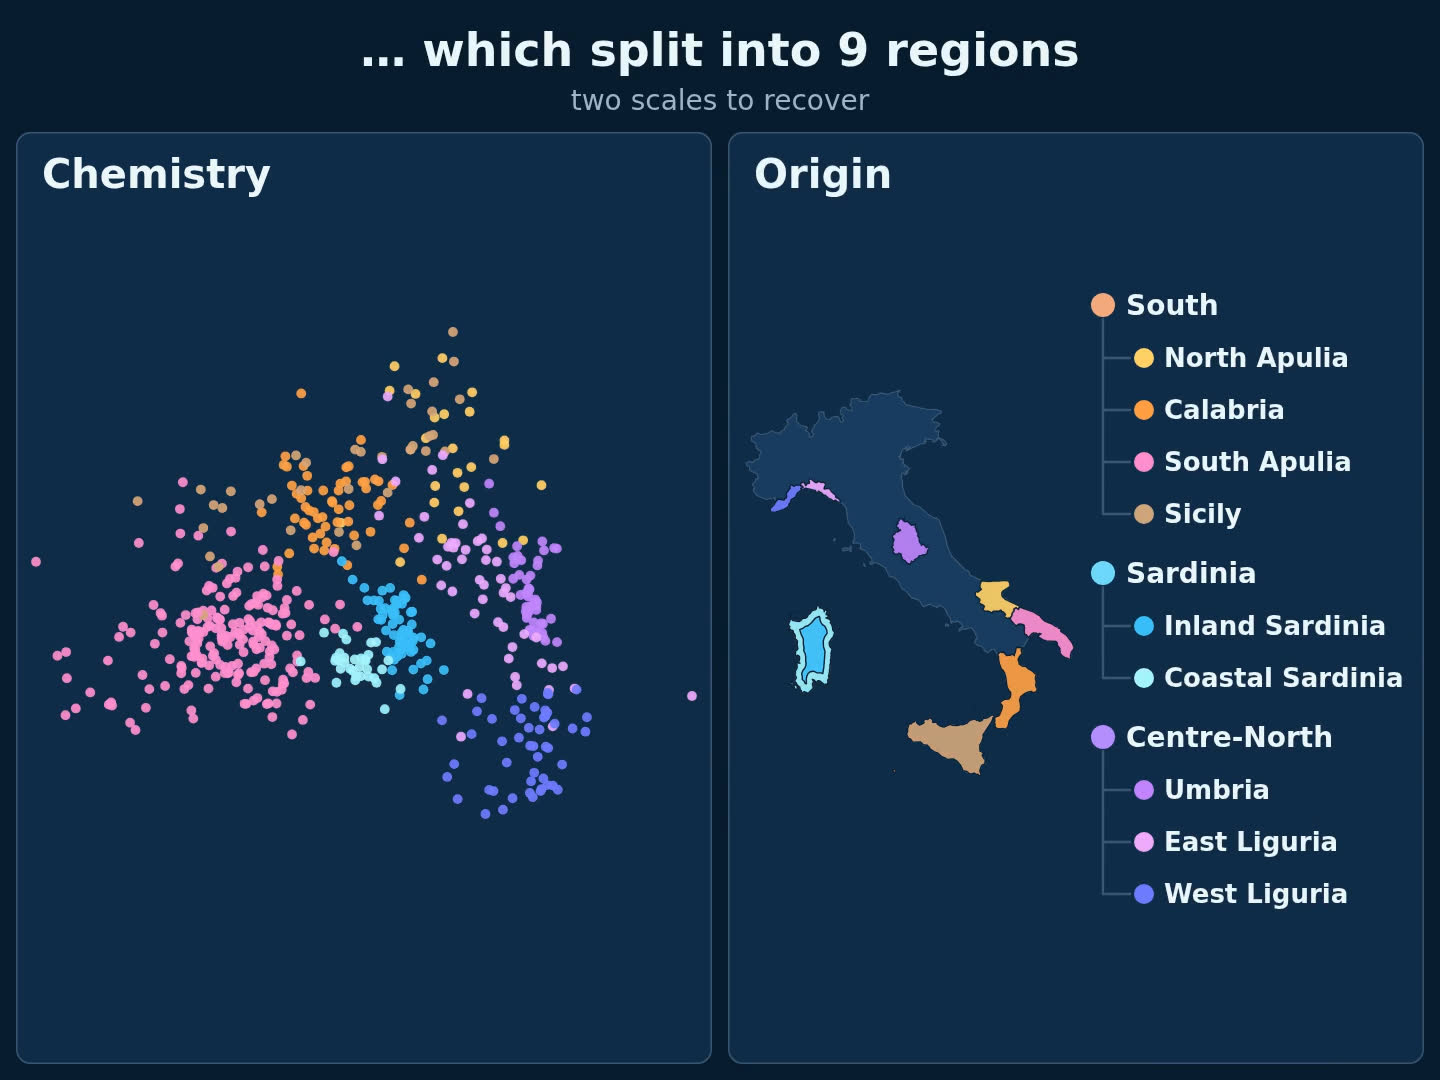 ... which split into 9 regions
two scales to recover
Chemistry
Origin
South
North Apulia
Calabria
South Apulia
Sicily
Sardinia
Inland Sardinia
Coastal Sardinia
Centre-North
Umbria
East Liguria
West Liguria